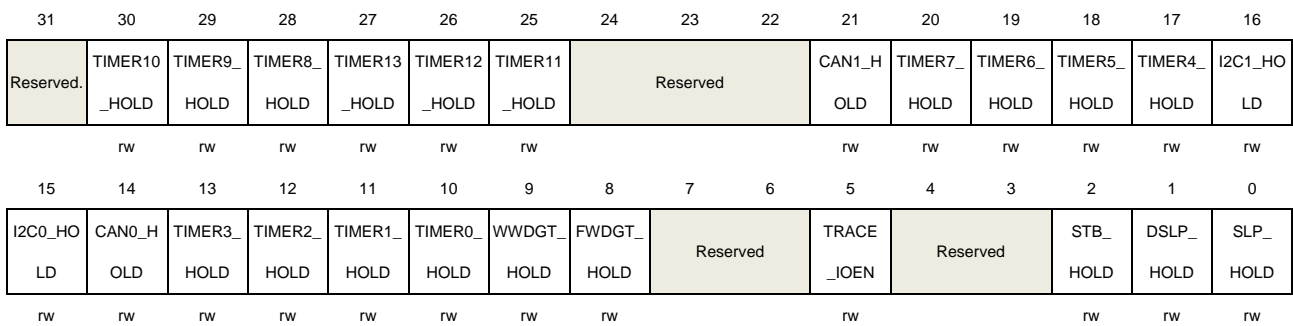 31 30 29 28 27 26 25 24 23 22 21 20 19 18 17 16
Reserved. TIMER10 _HOLD TIMER9_ HOLD TIMER8_ HOLD TIMER13 _HOLD TIMER12 _HOLD TIMER11 _HOLD Reserved CAN1_H OLD TIMER7_ HOLD TIMER6_ HOLD TIMER5_ HOLD TIMER4_ HOLD I2C1_HO LD
rw rw rw rw rw rw rw rw rw rw rw rw
15 14 13 12 11 10 9 8 7 6 5 4 3 2 1 0
I2C0_HO LD CAN0_H OLD TIMER3_ HOLD TIMER2_ HOLD TIMER1_ HOLD TIMER0_ HOLD WWDGT_ HOLD FWDGT_ HOLD Reserved TRACE _IOEN Reserved STB_ HOLD DSLP_ HOLD SLP_ HOLD
rw rw rw rw rw rw rw rw rw rw rw rw